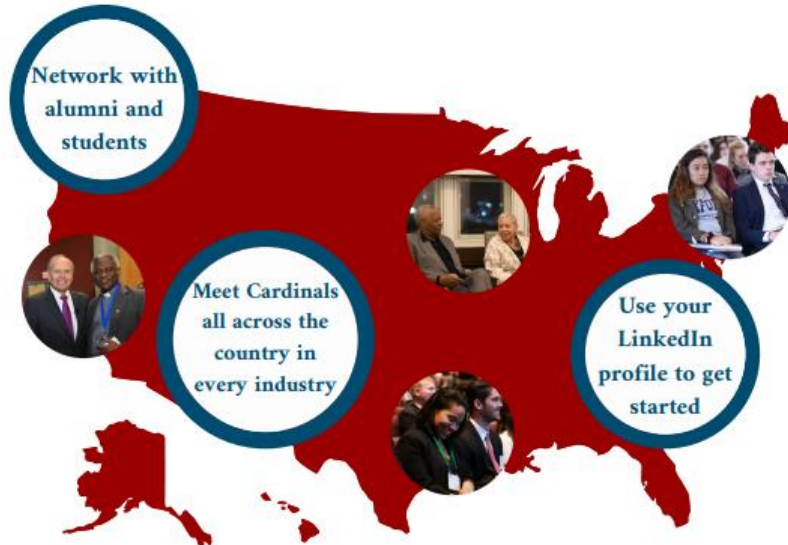 Network with
alumni and
students
Meet Cardinals
all across the
country in
every industry
Use your
LinkedIn
profile to get
started